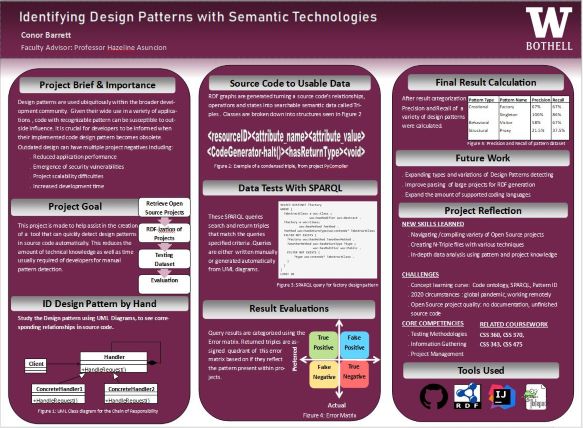 Identifying Design Patterns with Semantic Technologies
Conor Barrett
Faculty Advisor: Professor Hazeline Asuncion
W
BOTHELL
Project Brief & Importance
Design patterns are used ubiquitously within the broader devel-
opment community. Given their wide use in a variety of applica-
tions, code with recognizable pattern can be susceptible to out-
side influence. It is crucial for developers to be informed when
their implemented code design pattern becomes obsolete.
Outdated design can have multiple project negatives including:
. Reduced application performance
. Emergence of security vulnerabilities
. Project scalability difficulties
. Increased development time
Project Goal
This project is made to help assist in the creation
of a tool that can quickly detect design patterns
in source code automatically. This reduces the
amount of technical knowledge as well as time
usually required of developers for manual
pattern detection.
Retrieve Open
Source Projects
RDF-ization of
Projects
Testing
Dataset
Evaluation
ID Design Pattern by Hand
Study the Design pattern using UML Diagrams, to see corre-
sponding relationships in source code.
Client
Handler
+HandleRequest()
ConcreteHandler1
+HandleRequest()
ConcreteHandler2
+HandleRequest()
Figure 1: UML Class diagram for the Chain of Responsibility
Source Code to Usable Data
RDF graphs are generated turning a source code's relationships,
operations and states into searchable semantic data called Tri-
ples. Classes are broken down into structures seen in Figure 2
<resourceID><attribute_name><attribute value>
<CodeGenerator-halt()><hasReturnType><void>
Figure 2: Example of a condensed triple, from project PyCompiler
Data Tests With SPARQL
These SPARQL queries
search and return triples
that match the queries
specified criteria. Queries
are either written manually
or generated automatically
from UML diagrams.
Figure 3: SPARQL query for factory design pattern
Result Evaluations
Query results are categorized using the
Error matrix. Returned triples are as-
signed quadrant of this error
matrix based on if they reflect
the pattern present within pro-
jects.
Preferred
True
Positive
Fake
Positive
False
Negative
True
Negative
Actual
Figure 4: Error Matrix
Final Result Calculation
After result categorization
Precision and Recall of a
variety of design patterns
were calculated.
Pattern Type Pattern Name Precision Recall
Creational Factory 67% 67%
Singleton 100%
Behavioral Visitor 58% 67%
Structural Proxy 21.5% 37.5%
Figure 4: Precision and Recall of pattern dataset
Future Work
. Expanding types and variations of Design Patterns detecting
. Improve parsing of large projects for RDF generation
. Expand the amount of supported coding languages
Project Reflection
NEW SKILLS LEARNED
. Navigating / compiling variety of Open Source projects
. Creating N-Triple files with various techniques
. In-depth data analysis using pattern and project knowledge
CHALLENGES
. Concept learning curve: Code ontology, SPARQL, Pattern ID
. 2020 circumstances: global pandemic, working remotely
. Open Source project quality: no documentation, unfinished
source code
CORE COMPETENCIES
. Testing Methodologies
. Information Gathering
. Project Management
RELATED COURSEWORK
CSS 360, CSS 370,
CSS 343, CSS 475
Tools Used
RDF
IJ